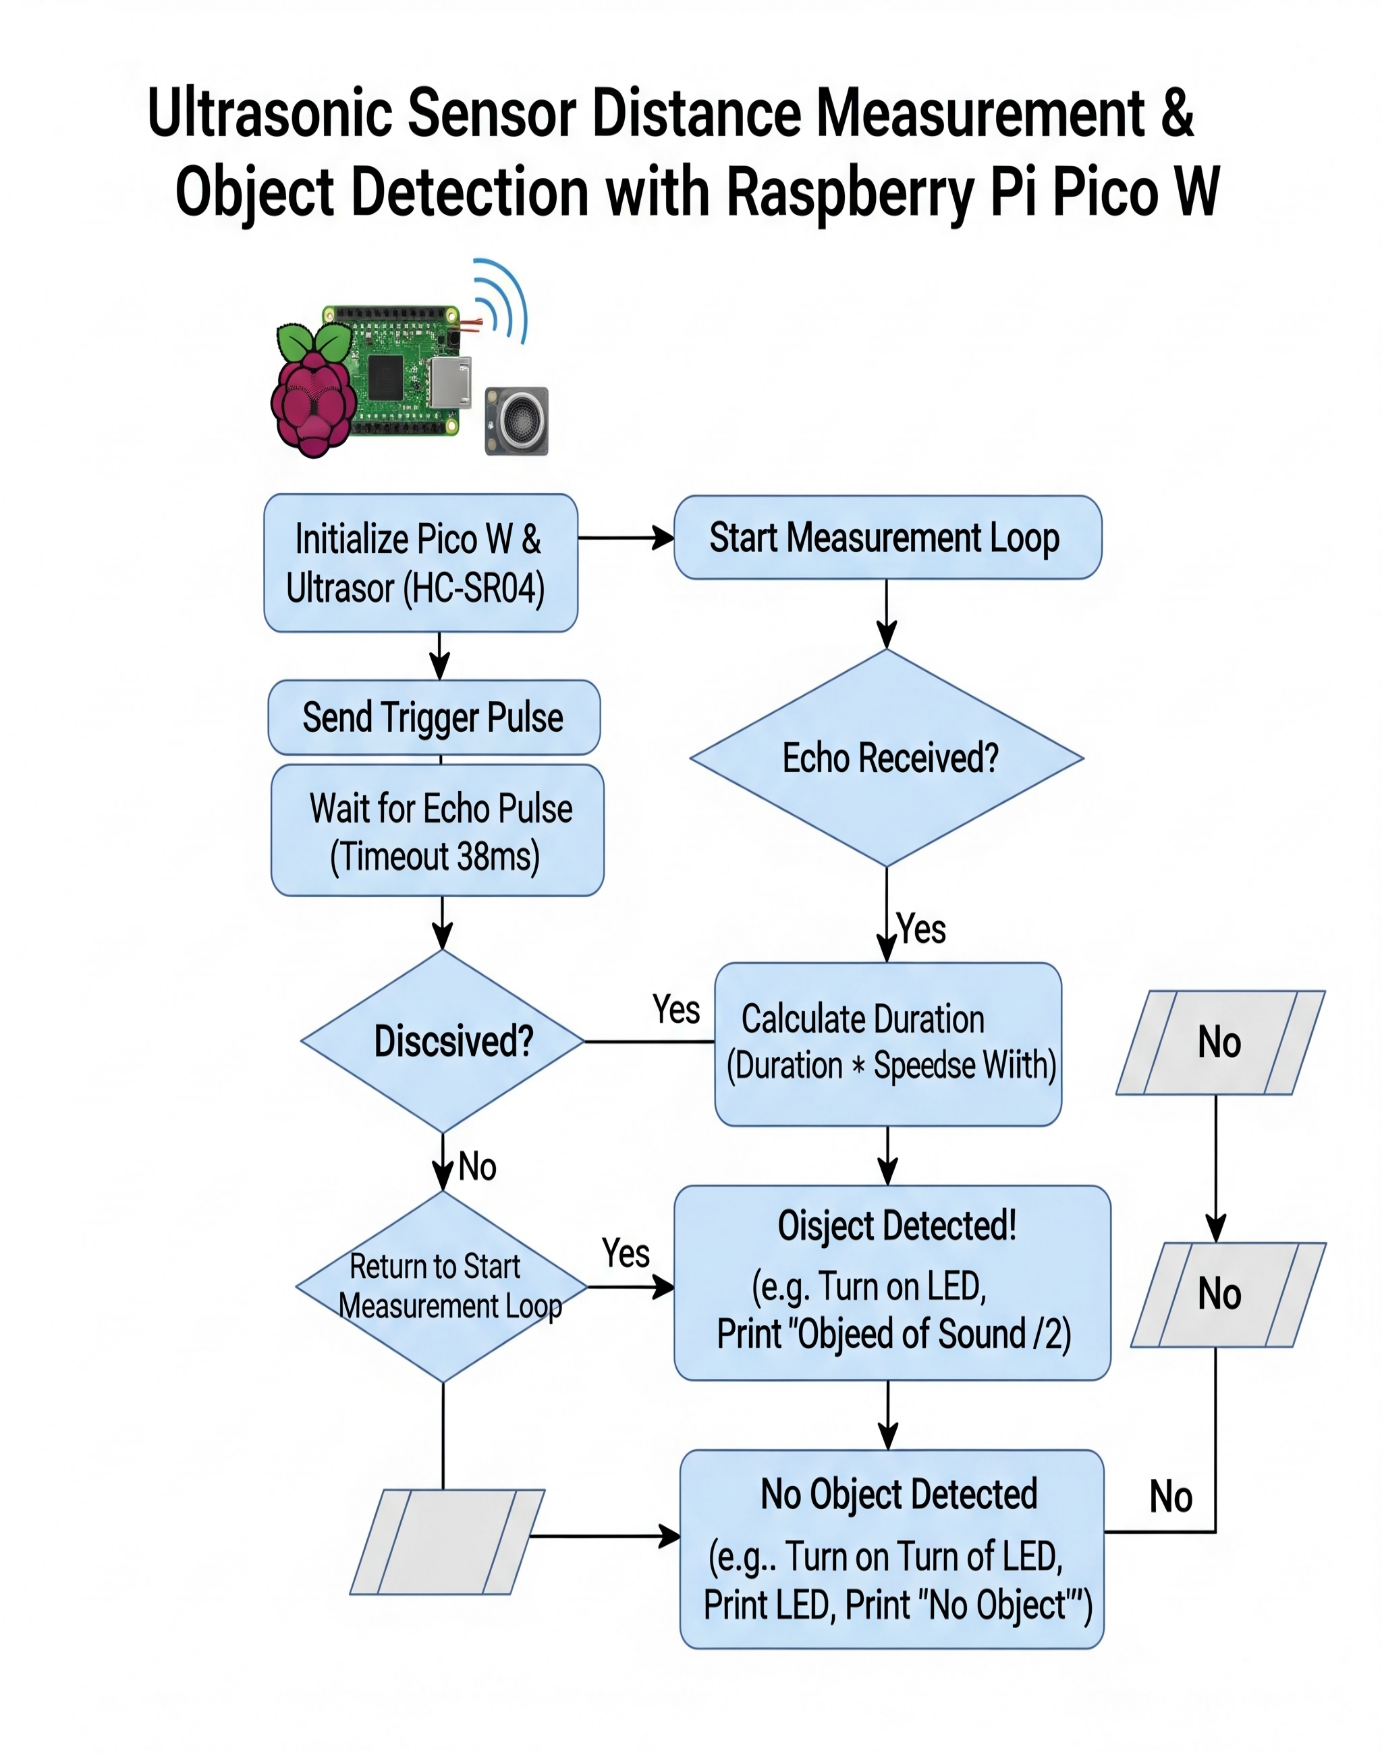 Ultrasonic Sensor Distance Measurement &
Object Detection with Raspberry Pi Pico W
Initialize Pico W &
Ultrasor (HC-SR04)
Start Measurement Loop
Send Trigger Pulse
Echo Received?
Wait for Echo Pulse
(Timeout 38ms)
Yes
Discsived?
Yes
Calculate Duration
(Duration * Speedse Wiith)
No
No
Return to Start
Measurement Loop
Yes
Oisject Detected!
(e.g. Turn on LED,
Print "Objeed of Sound /2)
No
No Object Detected
(e.g.. Turn on Turn of LED,
Print LED, Print "No Object"')
No